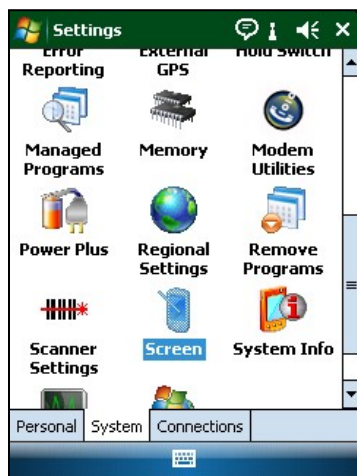 Settings
Error
Reporting
External
GPS
Hold Switch
Managed
Programs
Memory
Modem
Utilities
Power Plus
Regional
Settings
Remove
Programs
Scanner
Settings
Screen
System Info
Personal
System
Connections